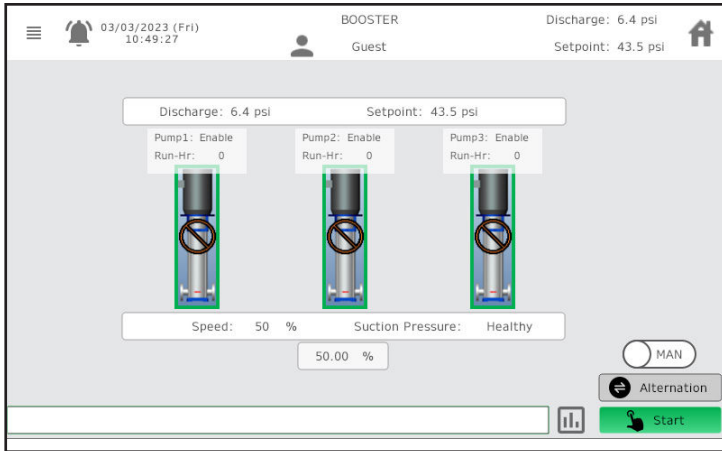 BOOSTER
Discharge: 6.4 psi
03/03/2023 (Fri)
10:49:27
Guest
Setpoint: 43.5 psi
Discharge: 6.4 psi Setpoint: 43.5 psi
Pump1: Enable Pump2: Enable Pump3: Enable
Run-Hr: 0 Run-Hr: 0 Run-Hr: 0
Speed: 50 % Suction Pressure: Healthy
50.00 %
MAN
Alternation
Start